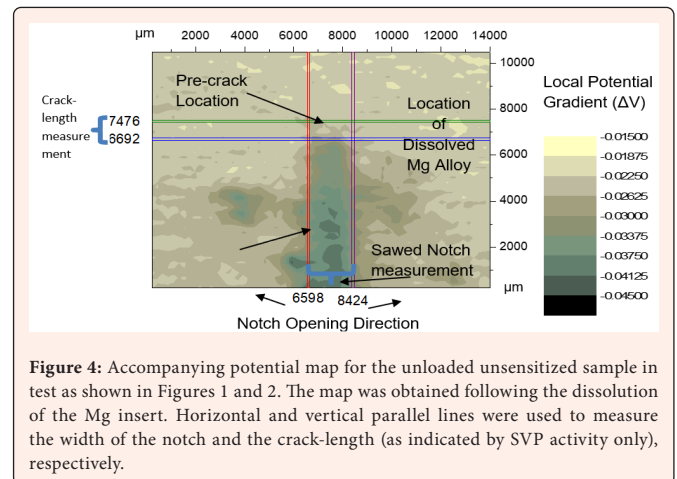 µm 2000 4000 6000 8000 10000 12000 14000
10000
8000
6000
4000
2000
µm
Pre-crack
Location
Location
of
Dissolved
Mg Alloy
Crack-
length
measure
ment
7476
6692
Sawed Notch
measurement
6598 8424
Notch Opening Direction
Local Potential
Gradient (ΔV)
-0.01500
-0.01875
-0.02250
-0.02625
-0.03000
-0.03375
-0.03750
-0.04125
-0.04500
Figure 4: Accompanying potential map for the unloaded unsensitized sample in
test as shown in Figures 1 and 2. The map was obtained following the dissolution
of the Mg insert. Horizontal and vertical parallel lines were used to measure
the width of the notch and the crack-length (as indicated by SVP activity only),
respectively.